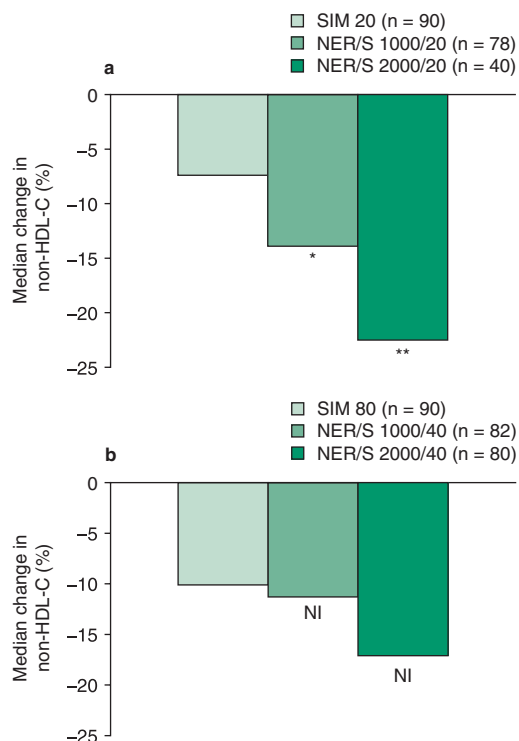 SIM 20 (n = 90)
NER/S 1000/20 (n = 78)
NER/S 2000/20 (n = 40)
a
Median change in
non-HDL-C (%)
0
−5
−10
−15
−20
−25
*
**
SIM 80 (n = 90)
NER/S 1000/40 (n = 82)
NER/S 2000/40 (n = 80)
b
Median change in
non-HDL-C (%)
0
−5
−10
−15
−20
−25
NI
NI